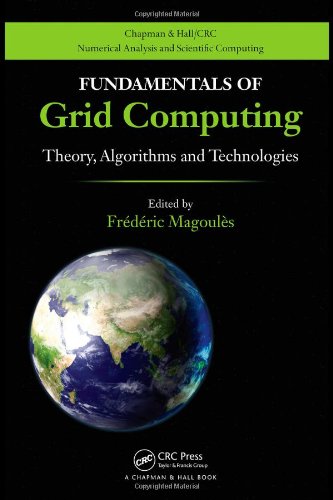 Chapman & Hall/CRC
Numerical Analysis and Scientific Computing
FUNDAMENTALS OF
Grid Computing
Theory, Algorithms and Technologies
Edited by
Frédéric Magoulès
CRC
CRC Press
Taylor & Francis Group
A CHAPMAN & HALL BOOK